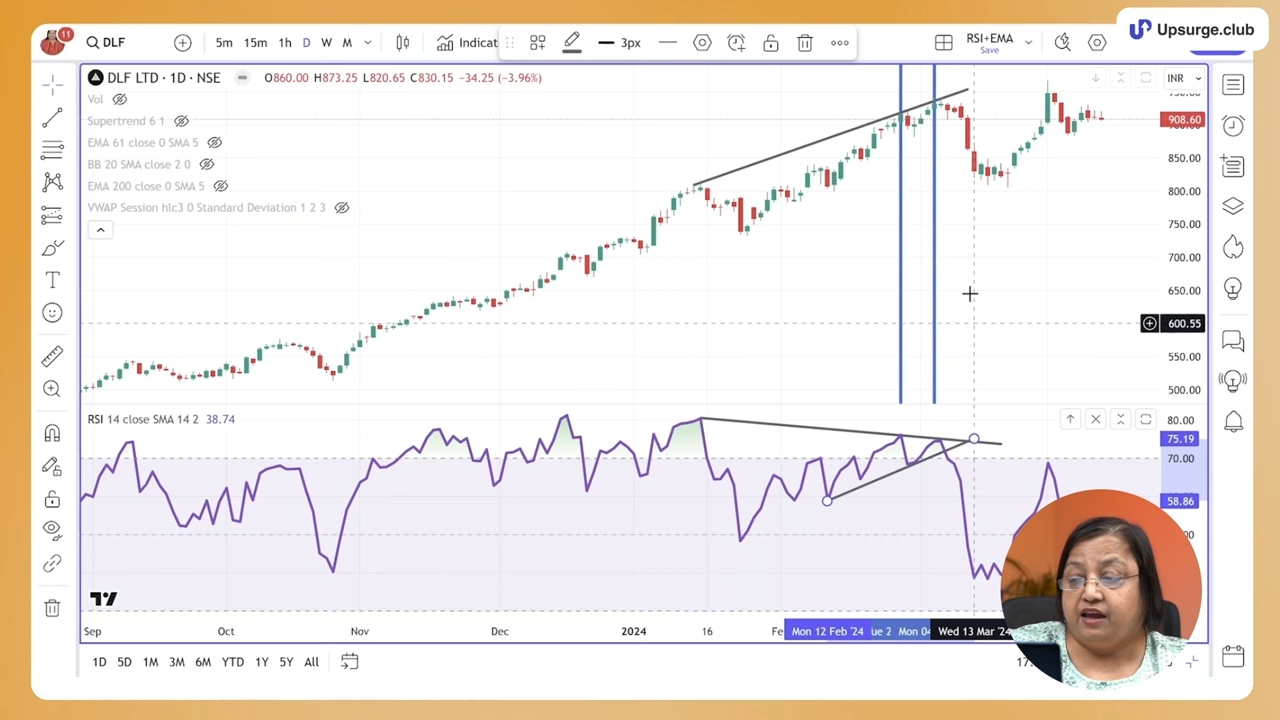 Upsurge.club
11
DLF
5m 15m 1h D W M
Indicat
3px
RSI+EMA
Save
DLF LTD · 1D · NSE
O860.00 H873.25 L820.65 C830.15 −34.25 (−3.96%)
INR
Vol
Supertrend 6 1
EMA 61 close 0 SMA 5
BB 20 SMA close 2 0
EMA 200 close 0 SMA 5
VWAP Session hlc3 0 Standard Deviation 1 2 3
908.60
850.00
800.00
750.00
700.00
650.00
600.55
550.00
500.00
RSI 14 close SMA 14 2 38.74
80.00
75.19
70.00
58.86
Sep Oct Nov Dec 2024 16 Mon 12 Feb '24 Mon 04 Wed 13 Mar '24
1D 5D 1M 3M 6M YTD 1Y 5Y All